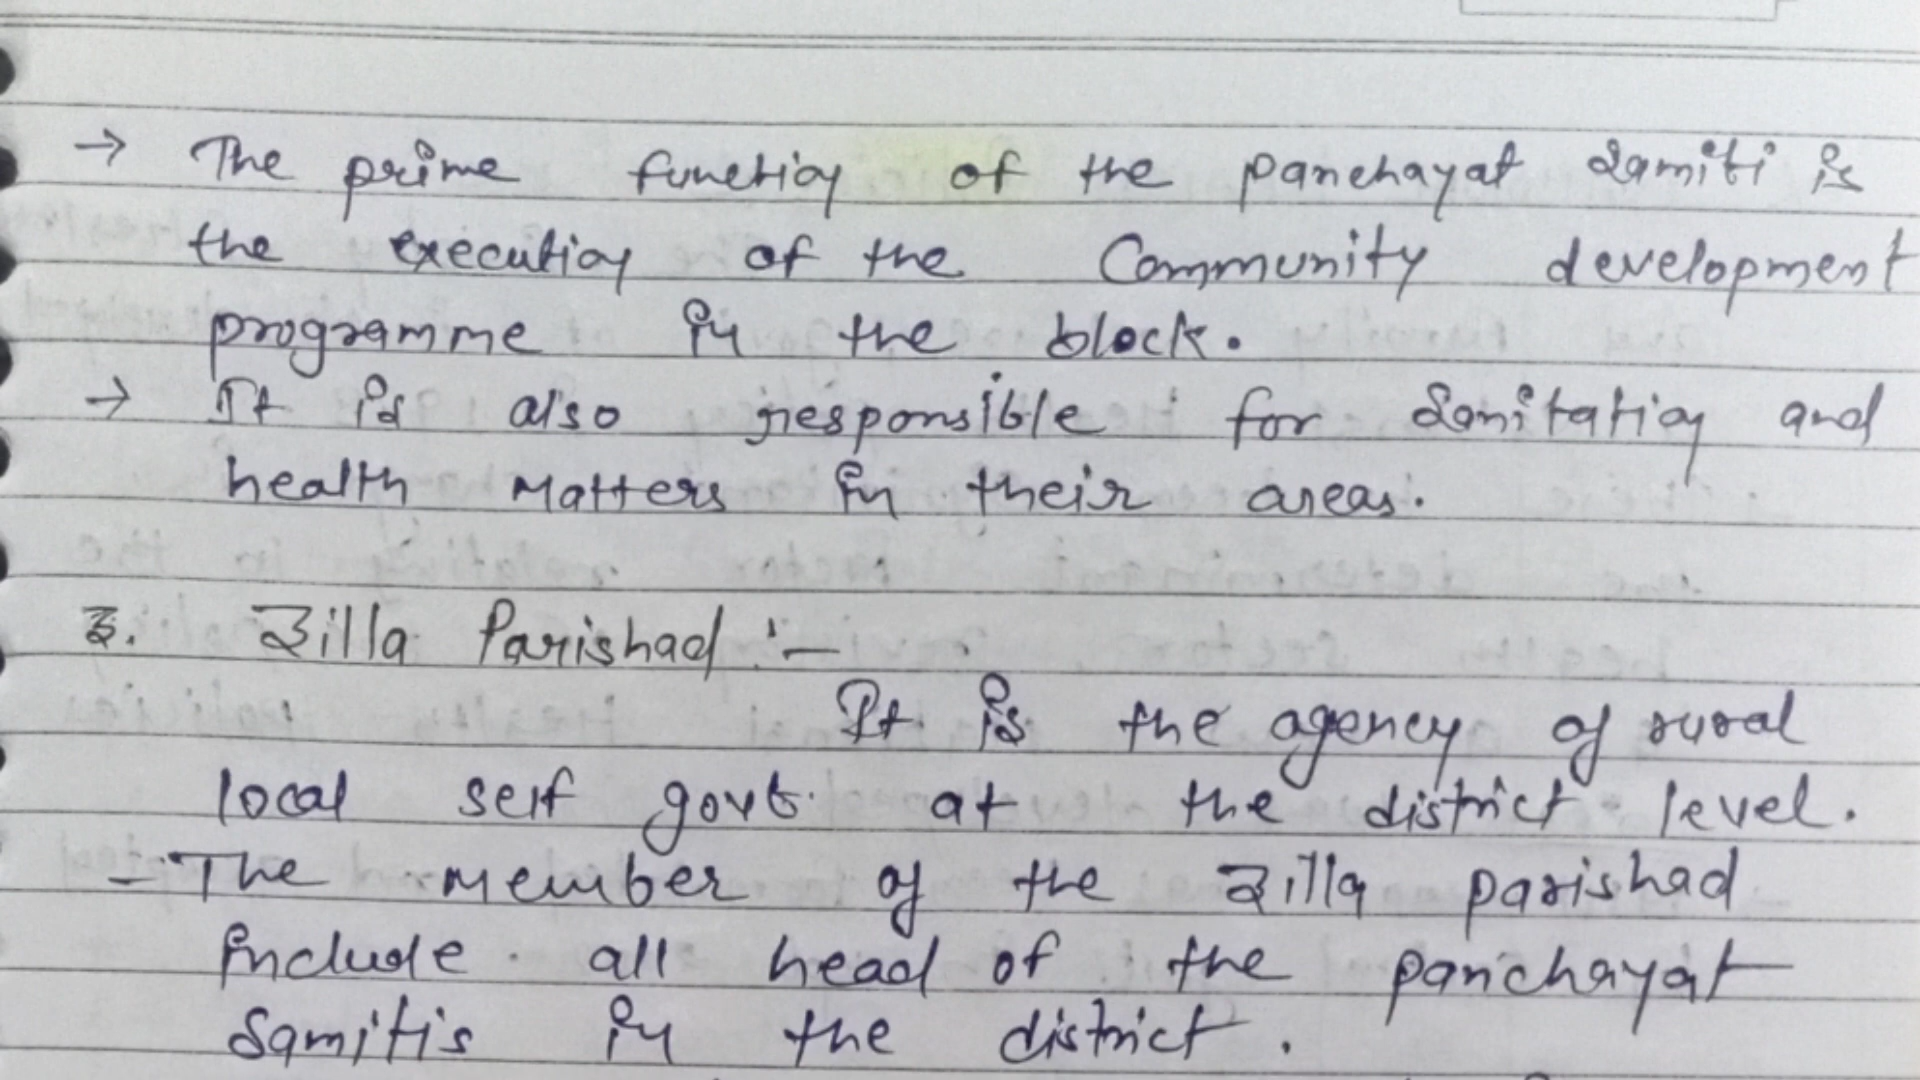 → The prime function of the panchayat Samiti is
the execution of the Community development
programme in the block.
→ It is also responsible for Sanitation and
health Matters in their areas.
3. Zilla Parishad :-
It is the agency of rural
local self govt. at the district level.
- The Member of the Zilla parishad
include all head of the panchayat
Samitis in the district.